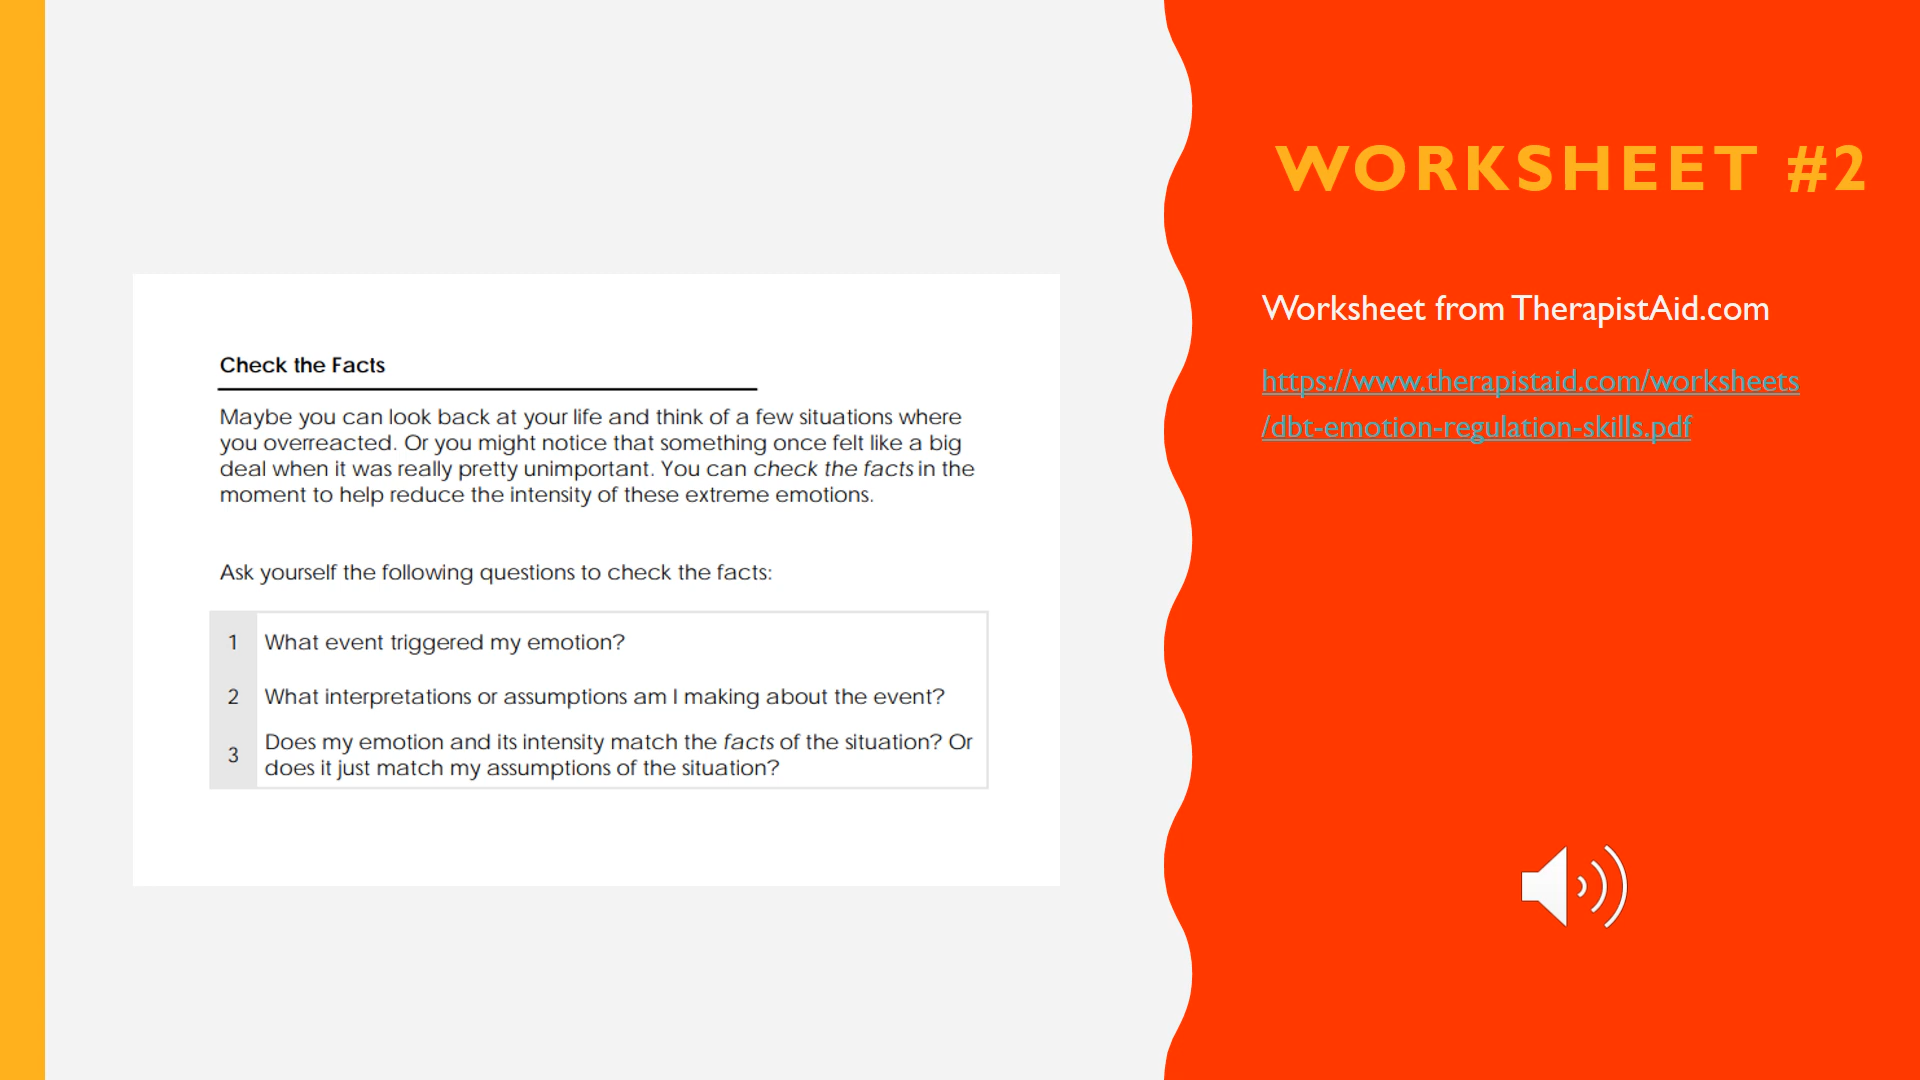 Check the Facts
Maybe you can look back at your life and think of a few situations where
you overreacted. Or you might notice that something once felt like a big
deal when it was really pretty unimportant. You can check the facts in the
moment to help reduce the intensity of these extreme emotions.
Ask yourself the following questions to check the facts:
1 What event triggered my emotion?
2 What interpretations or assumptions am I making about the event?
3 Does my emotion and its intensity match the facts of the situation? Or
does it just match my assumptions of the situation?
WORKSHEET #2
Worksheet from TherapistAid.com
https://www.therapistaid.com/worksheets
/dbt-emotion-regulation-skills.pdf